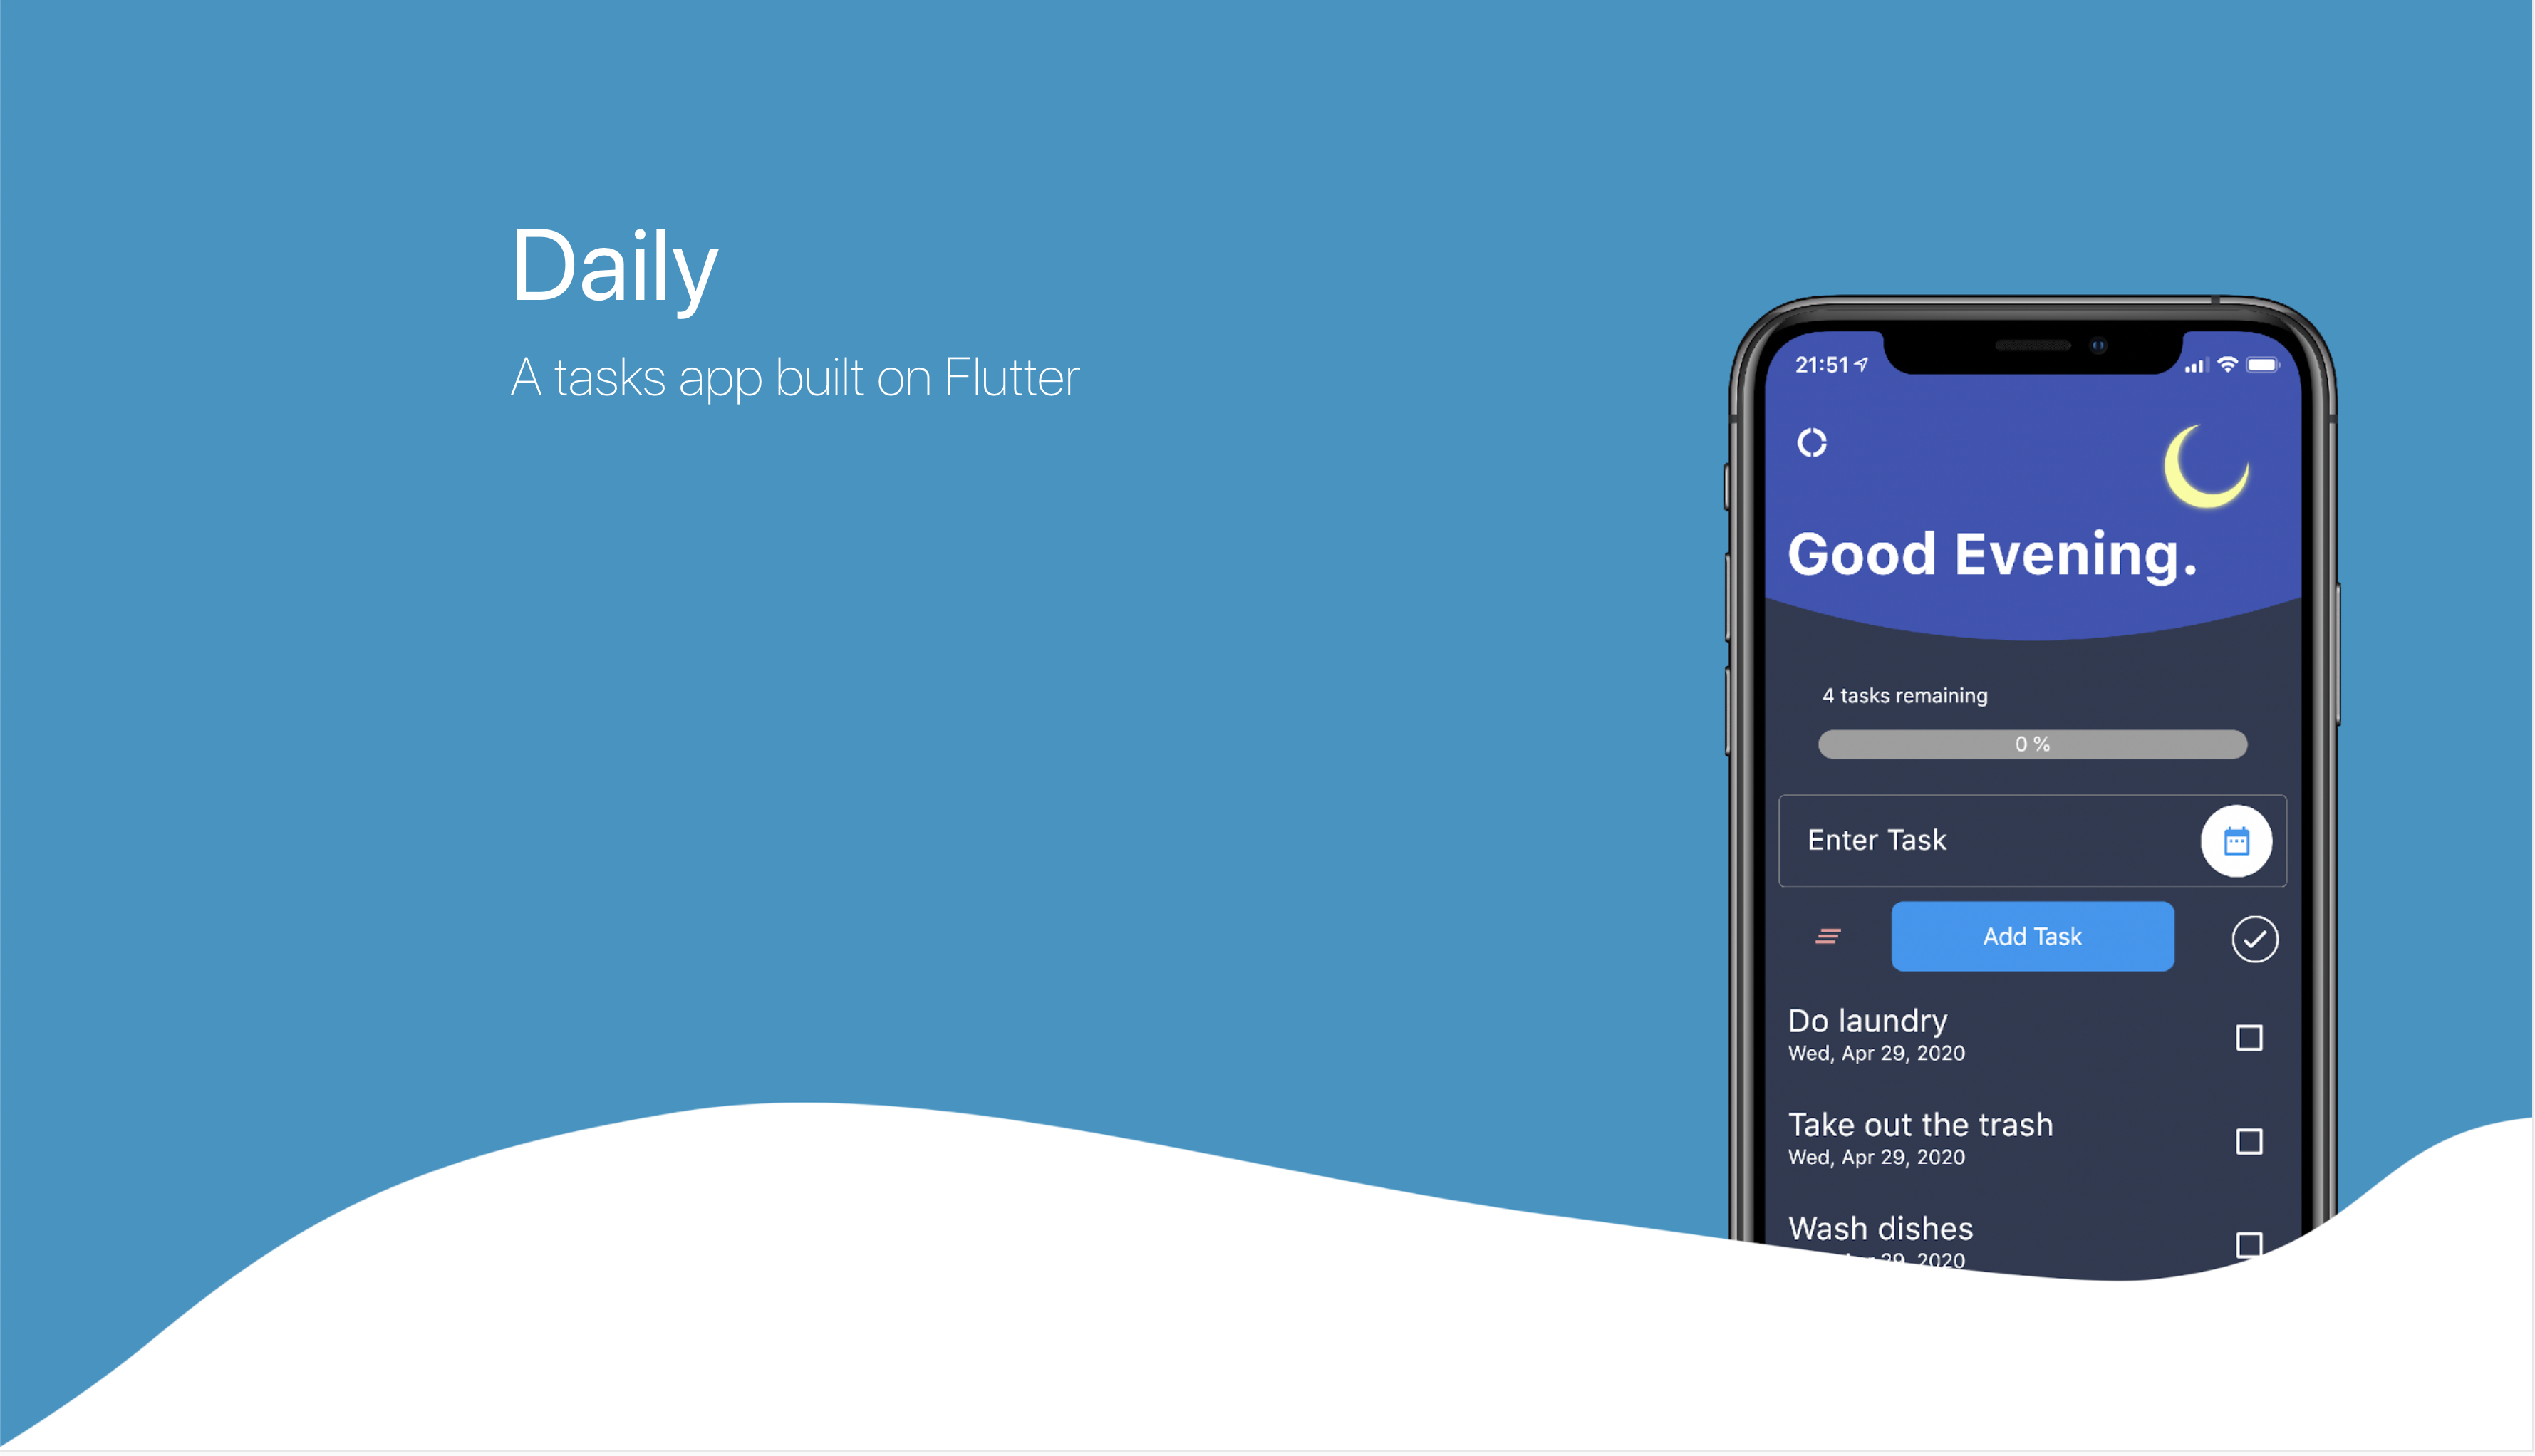 Daily
A tasks app built on Flutter
21:51
Good Evening.
4 tasks remaining
0 %
Enter Task
Add Task
Do laundry
Wed, Apr 29, 2020
Take out the trash
Wed, Apr 29, 2020
Wash dishes
29, 2020